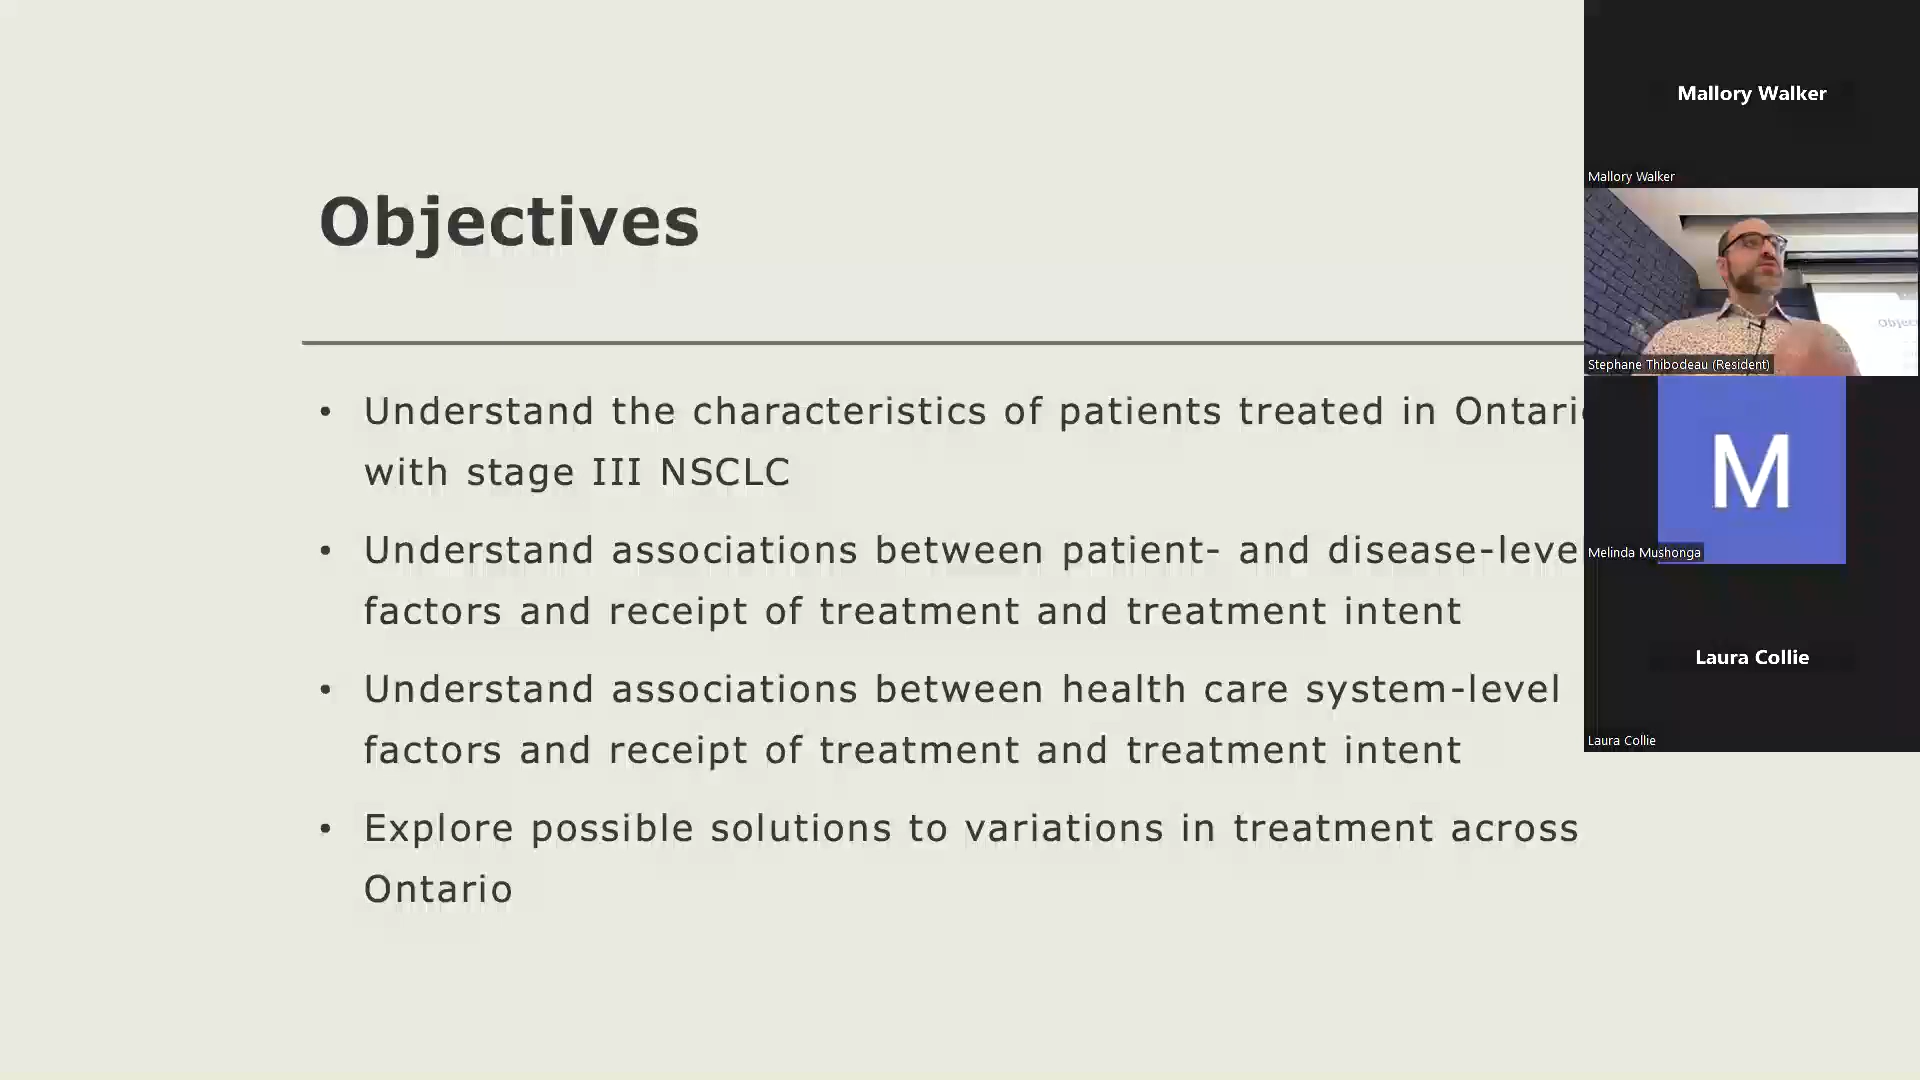 Objectives
• Understand the characteristics of patients treated in Ontari
with stage III NSCLC
• Understand associations between patient- and disease-level
factors and receipt of treatment and treatment intent
• Understand associations between health care system-level
factors and receipt of treatment and treatment intent
• Explore possible solutions to variations in treatment across
Ontario
Mallory Walker
Mallory Walker
Objec
Stephane Thibodeau (Resident)
M
Melinda Mushonga
Laura Collie
Laura Collie